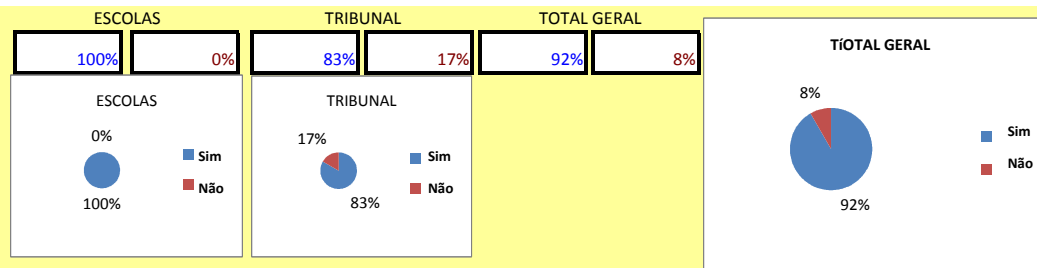 ESCOLAS TRIBUNAL TOTAL GERAL
100% 0% 83% 17% 92% 8%
ESCOLAS
0%
100%
Sim
Não
TRIBUNAL
17%
83%
Sim
Não
TíOTAL GERAL
8%
92%
Sim
Não